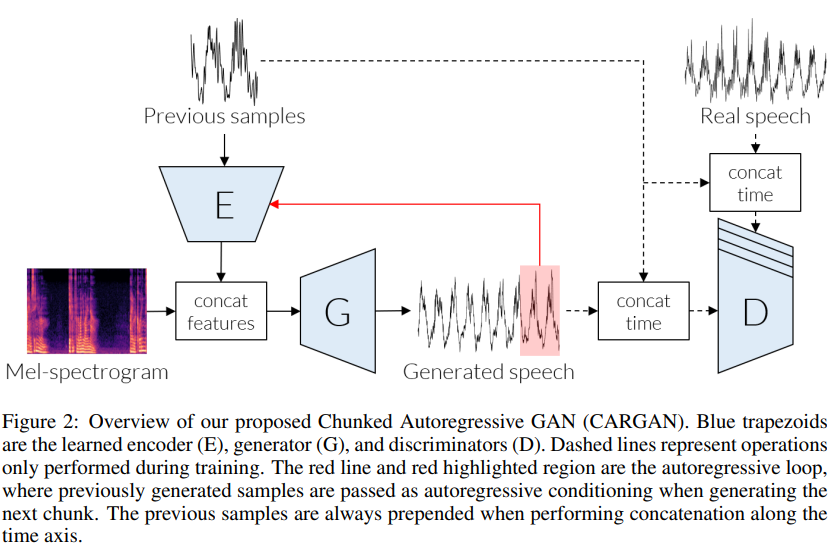 Previous samples
Real speech
concat
time
E
concat
features
G
concat
time
D
Mel-spectrogram
Generated speech
Figure 2: Overview of our proposed Chunked Autoregressive GAN (CARGAN). Blue trapezoids
are the learned encoder (E), generator (G), and discriminators (D). Dashed lines represent operations
only performed during training. The red line and red highlighted region are the autoregressive loop,
where previously generated samples are passed as autoregressive conditioning when generating the
next chunk. The previous samples are always prepended when performing concatenation along the
time axis.